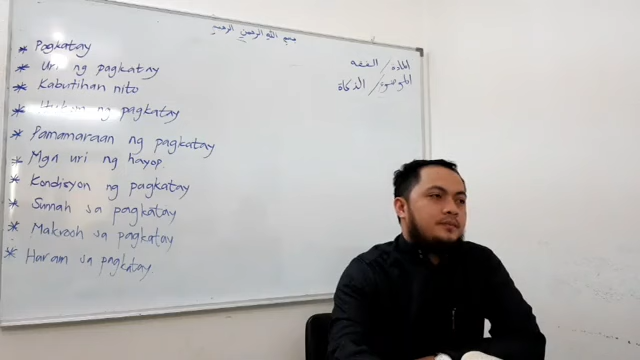 بسم الله الرحمن الرحيم
المادة / الفقه
الموضوع / الذكاة
* Pagkatay
* Uri ng pagkatay
* Kabutihan nito
* Hukom ng pagkatay
* Pamamaraan ng pagkatay
* Mga uri ng hayop.
* Kondisyon ng pagkatay
* Sunnah sa pagkatay
* Makrooh sa pagkatay
* Haram sa pagkatay.